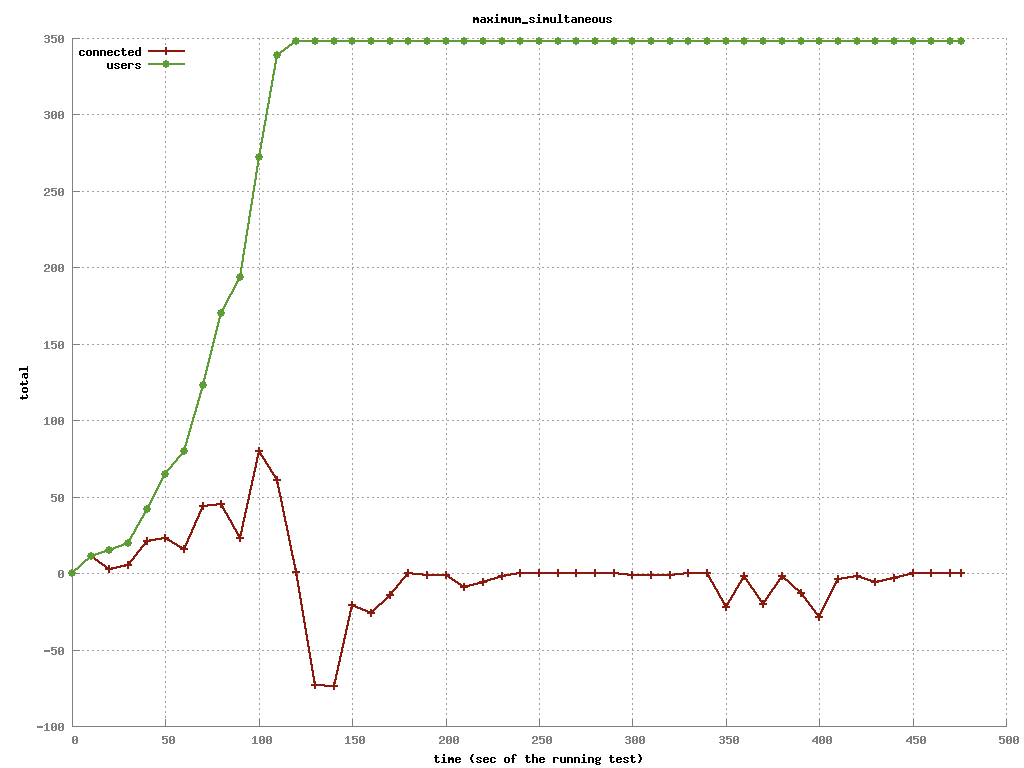 maximum_simultaneous
connected
users
350
300
250
200
150
100
50
0
-50
-100
total
0 50 100 150 200 250 300 350 400 450 500
time (sec of the running test)